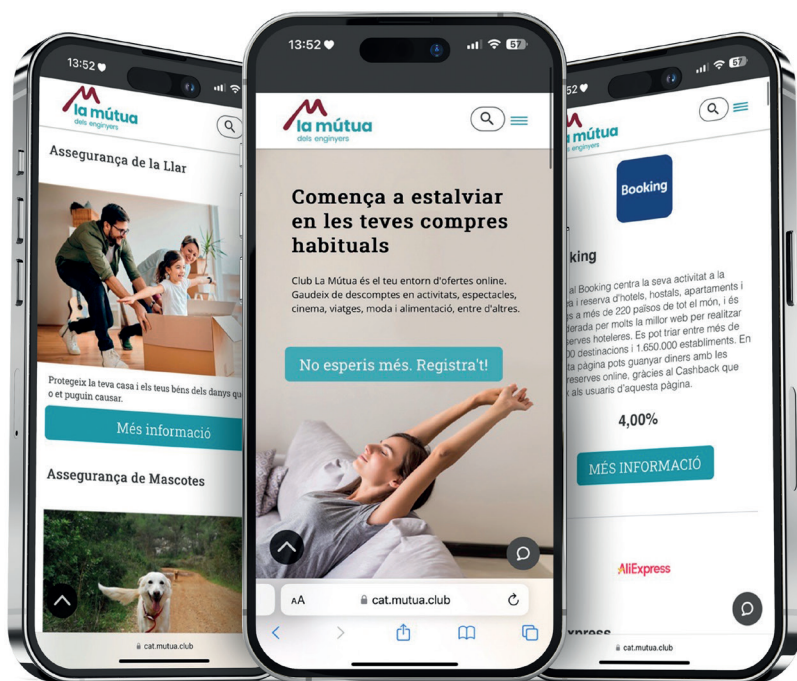 13:52
la mútua
dels enginyers
Assegurança de la Llar
Protegeix la teva casa i els teus béns dels danys que
o et puguin causar.
Més informació
Assegurança de Mascotes
cat.mutua.club
13:52
57
la mútua
dels enginyers
Comença a estalviar
en les teves compres
habituals
Club La Mútua és el teu entorn d'ofertes online.
Gaudeix de descomptes en activitats, espectacles,
cinema, viatges, moda i alimentació, entre d'altres.
No esperis més. Registra't!
AA
cat.mutua.club
57
mútua
enginyers
Booking
king
al Booking centra la seva activitat a la
i reserva d'hotels, hostals, apartaments i
a més de 220 països de tot el món, i és
per molts la millor web per realitzar
hoteleres. Es pot triar entre més de
destinacions i 1.650.000 establiments. En
pàgina pots guanyar diners amb les
reserves online, gràcies al Cashback que
als usuaris d'aquesta pàgina.
4,00%
MÉS INFORMACIÓ
AliExpress
cat.mutua.club